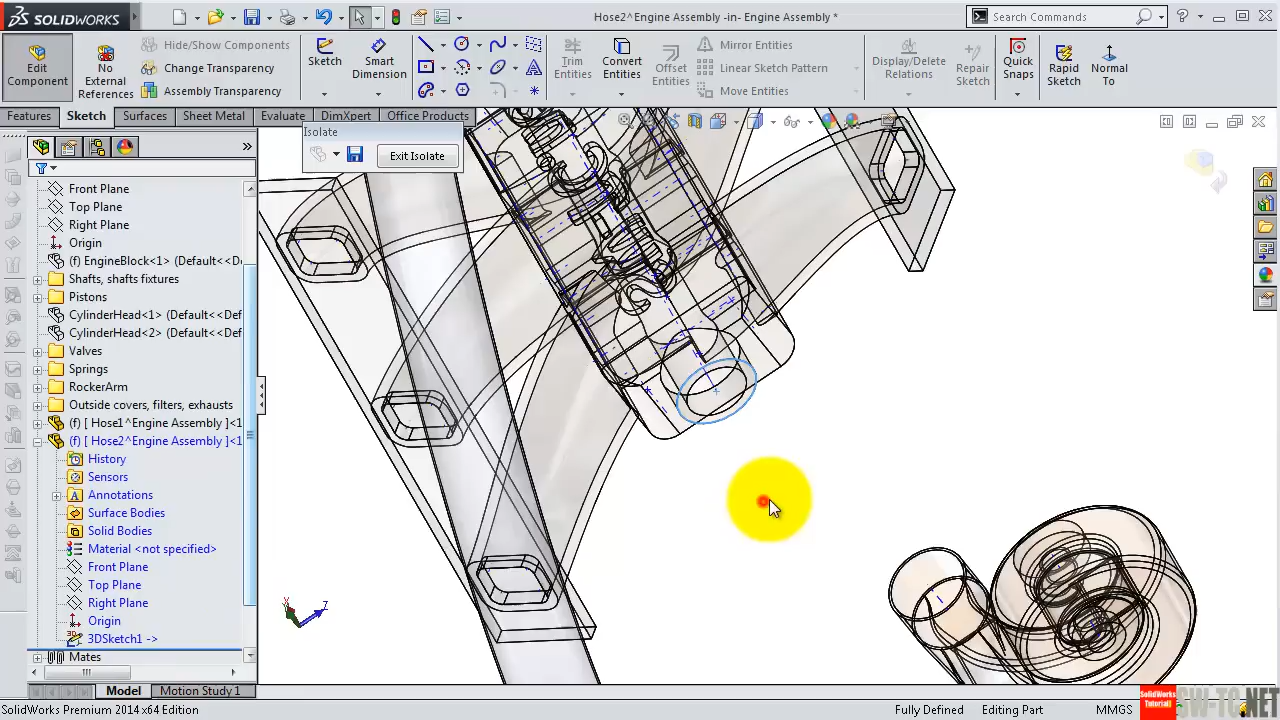 SOLIDWORKS
Hose2^Engine Assembly -in- Engine Assembly *
Search Commands
Edit Component
No External References
Hide/Show Components
Change Transparency
Assembly Transparency
Sketch
Smart Dimension
Trim Entities
Convert Entities
Offset Entities
Mirror Entities
Linear Sketch Pattern
Move Entities
Display/Delete Relations
Repair Sketch
Quick Snaps
Rapid Sketch
Normal To
Features
Sketch
Surfaces
Sheet Metal
Evaluate
DimXpert
Office Products
Isolate
Exit Isolate
Front Plane
Top Plane
Right Plane
Origin
(f) EngineBlock<1> (Default<<D
Shafts, shafts fixtures
Pistons
CylinderHead<1> (Default<<Def
CylinderHead<2> (Default<<Def
Valves
Springs
RockerArm
Outside covers, filters, exhausts
(f) [ Hose1^Engine Assembly ]<1
(f) [ Hose2^Engine Assembly ]<1
History
Sensors
Annotations
Surface Bodies
Solid Bodies
Material <not specified>
Front Plane
Top Plane
Right Plane
Origin
3DSketch1 ->
Mates
Model
Motion Study 1
SolidWorks Premium 2014 x64 Edition
Fully Defined
Editing Part
MMGS
SolidWorks
Tutorial
SW-TC.NET